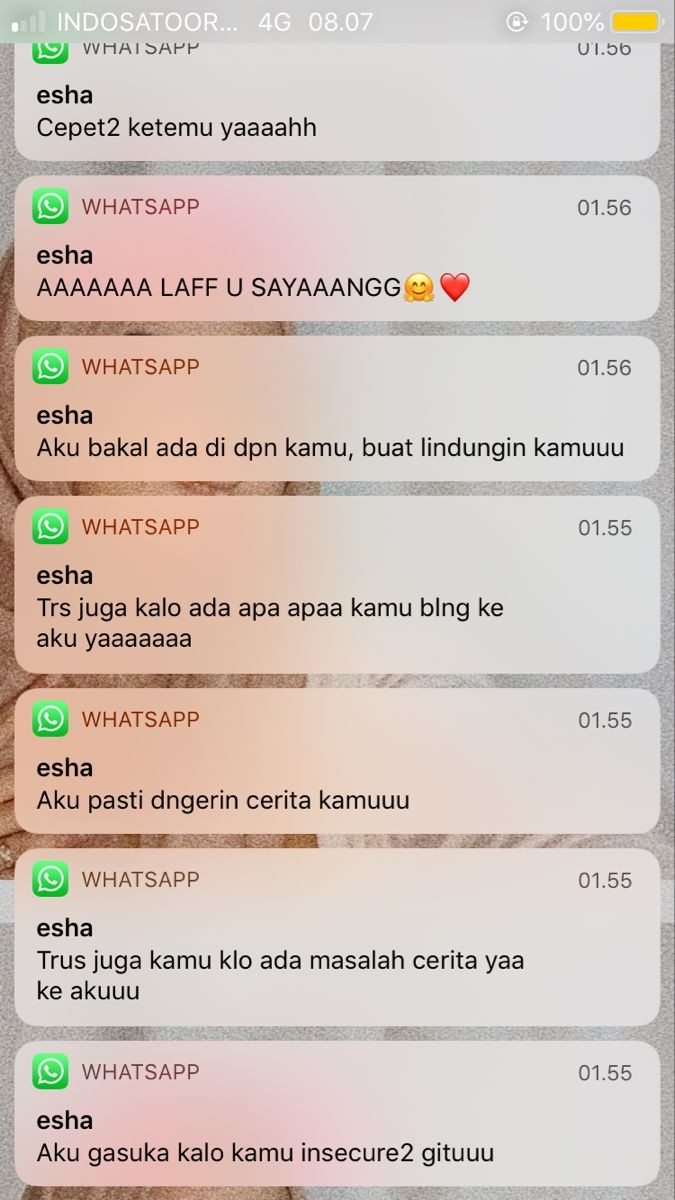 INDOSATOOR... 4G 08.07 100%
WHATSAPP 01.56
esha
Cepet2 ketemu yaaaahh
WHATSAPP 01.56
esha
AAAAAAA LAFF U SAYAAANGG🤗❤️
WHATSAPP 01.56
esha
Aku bakal ada di dpn kamu, buat lindungin kamuuu
WHATSAPP 01.55
esha
Trs juga kalo ada apa apaa kamu blng ke
aku yaaaaaaa
WHATSAPP 01.55
esha
Aku pasti dngerin cerita kamuuu
WHATSAPP 01.55
esha
Trus juga kamu klo ada masalah cerita yaa
ke akuuu
WHATSAPP 01.55
esha
Aku gasuka kalo kamu insecure2 gituuu